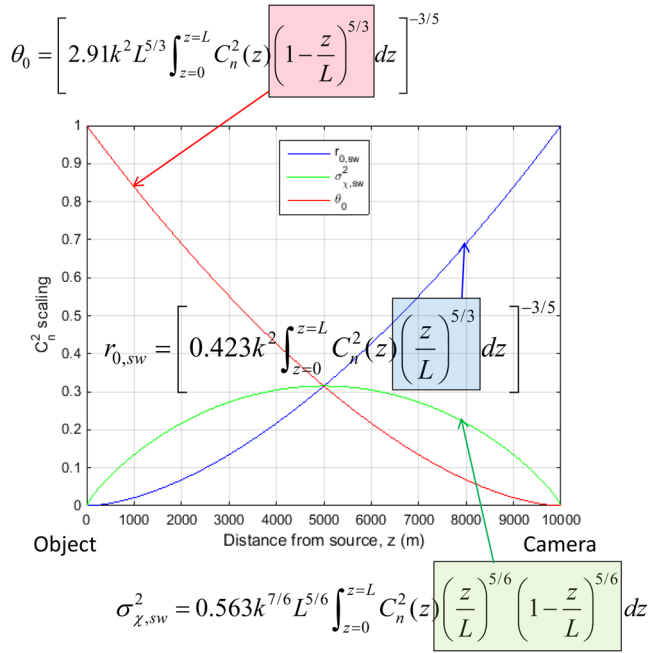 θ₀ = [2.91k²L^{5/3} ∫_{z=0}^{z=L} C_n²(z) (1 − z/L)^{5/3} dz]^{−3/5}
1
0.9
0.8
0.7
0.6
0.5
0.4
0.3
0.2
0.1
0
C_n² scaling
r_{0,sw}
σ²_{χ,sw}
θ₀
r_{0,sw} = [0.423k² ∫_{z=0}^{z=L} C_n²(z) (z/L)^{5/3} dz]^{−3/5}
0 1000 2000 3000 4000 5000 6000 7000 8000 9000 10000
Object Distance from source, z (m) Camera
σ²_{χ,sw} = 0.563k^{7/6}L^{5/6} ∫_{z=0}^{z=L} C_n²(z) (z/L)^{5/6} (1 − z/L)^{5/6} dz